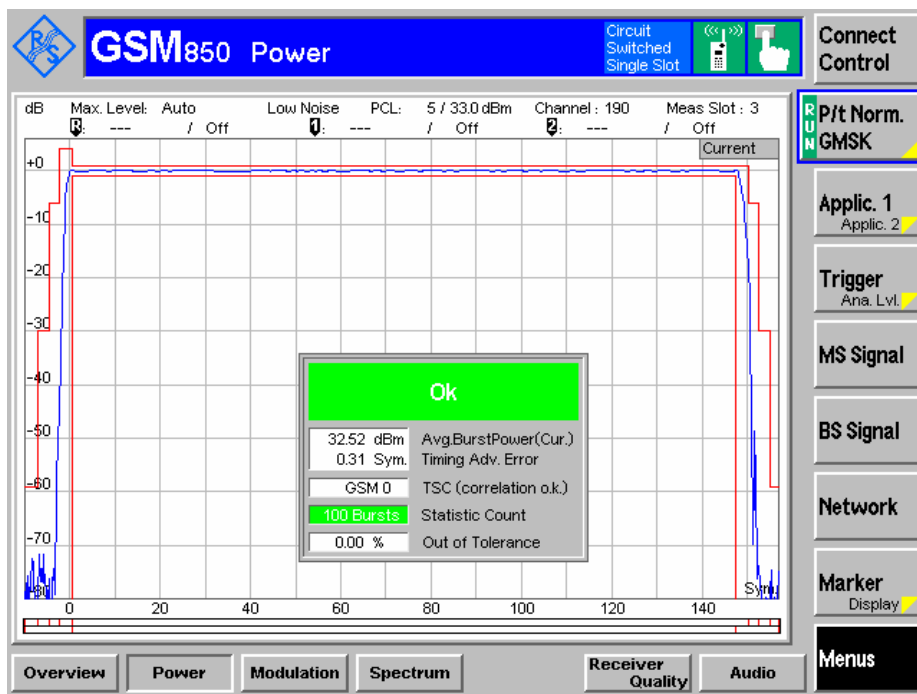 R S
GSM850 Power
Circuit
Switched
Single Slot
Connect
Control
dB Max. Level: Auto Low Noise PCL: 5 / 33.0 dBm Channel : 190 Meas Slot : 3
R: --- / Off 1: --- / Off 2: --- / Off
Current
+0
-10
-20
-30
-40
-50
-60
-70
-80
0 20 40 60 80 100 120 140
Sym
Ok
32.52 dBm Avg.BurstPower(Cur.)
0.31 Sym. Timing Adv. Error
GSM 0 TSC (correlation o.k.)
100 Bursts Statistic Count
0.00 % Out of Tolerance
RUN
P/t Norm.
GMSK
Applic. 1
Applic. 2
Trigger
Ana. Lvl.
MS Signal
BS Signal
Network
Marker
Display
Menus
Overview Power Modulation Spectrum Receiver Quality Audio